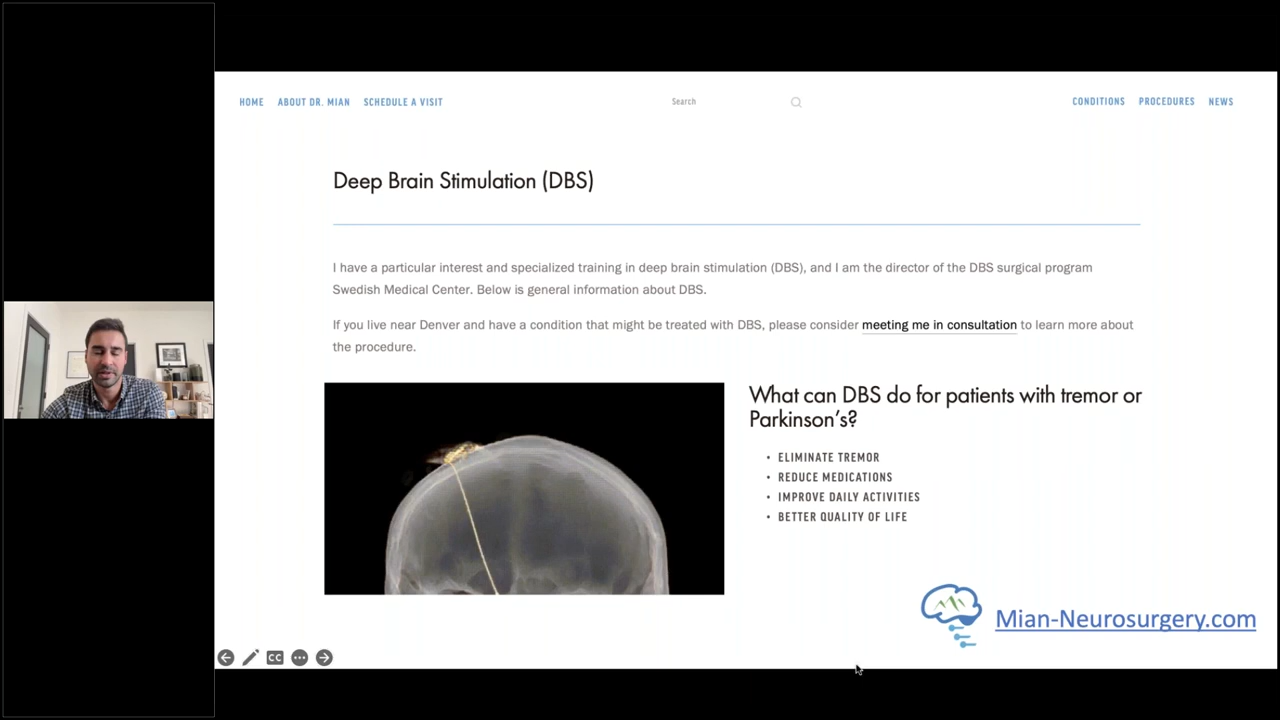 HOME ABOUT DR. MIAN SCHEDULE A VISIT Search CONDITIONS PROCEDURES NEWS
Deep Brain Stimulation (DBS)
I have a particular interest and specialized training in deep brain stimulation (DBS), and I am the director of the DBS surgical program
Swedish Medical Center. Below is general information about DBS.
If you live near Denver and have a condition that might be treated with DBS, please consider meeting me in consultation to learn more about
the procedure.
What can DBS do for patients with tremor or
Parkinson's?
• ELIMINATE TREMOR
• REDUCE MEDICATIONS
• IMPROVE DAILY ACTIVITIES
• BETTER QUALITY OF LIFE
Mian-Neurosurgery.com
CC